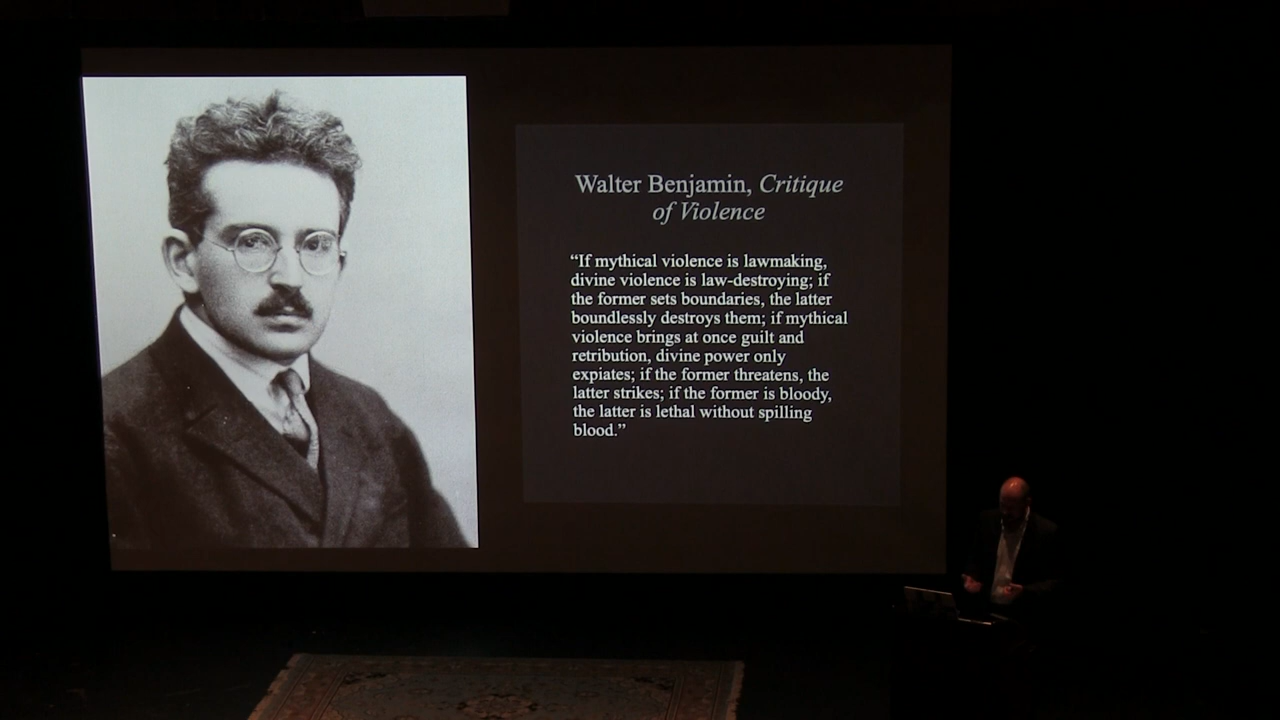 Walter Benjamin, Critique
of Violence
“If mythical violence is lawmaking,
divine violence is law-destroying; if
the former sets boundaries, the latter
boundlessly destroys them; if mythical
violence brings at once guilt and
retribution, divine power only
expiates; if the former threatens, the
latter strikes; if the former is bloody,
the latter is lethal without spilling
blood.”